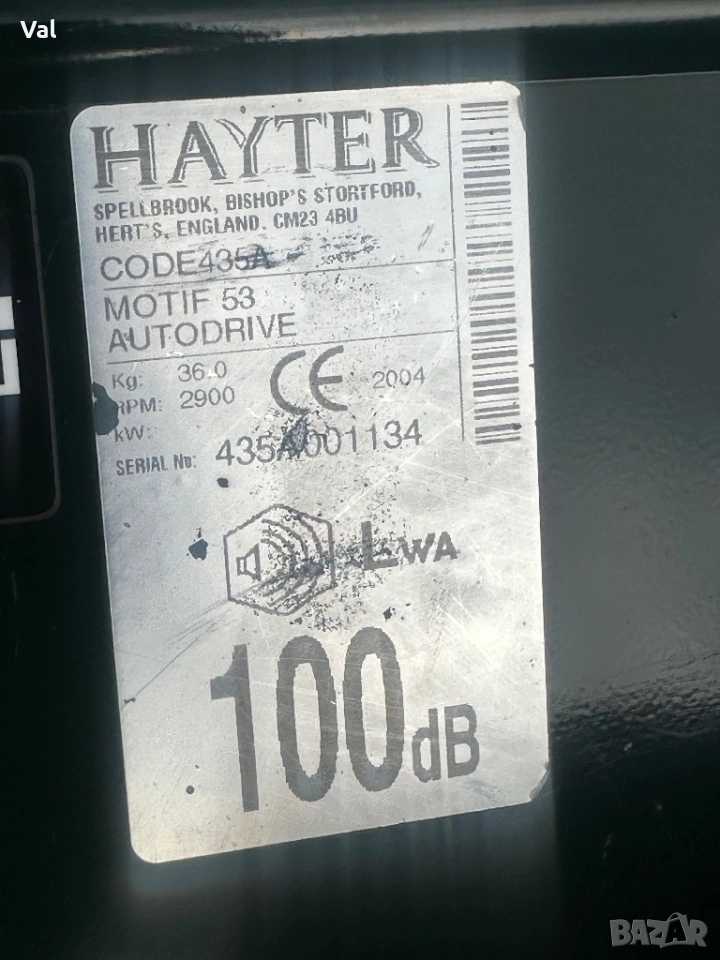 Val
HAYTER
SPELLBROOK, BISHOP'S STORTFORD,
HERT'S, ENGLAND. CM23 4BU
CODE435A
MOTIF 53
AUTODRIVE
Kg: 36.0
RPM: 2900
CE 2004
kW:
SERIAL No: 435A001134
LWA
100dB
BAZAR